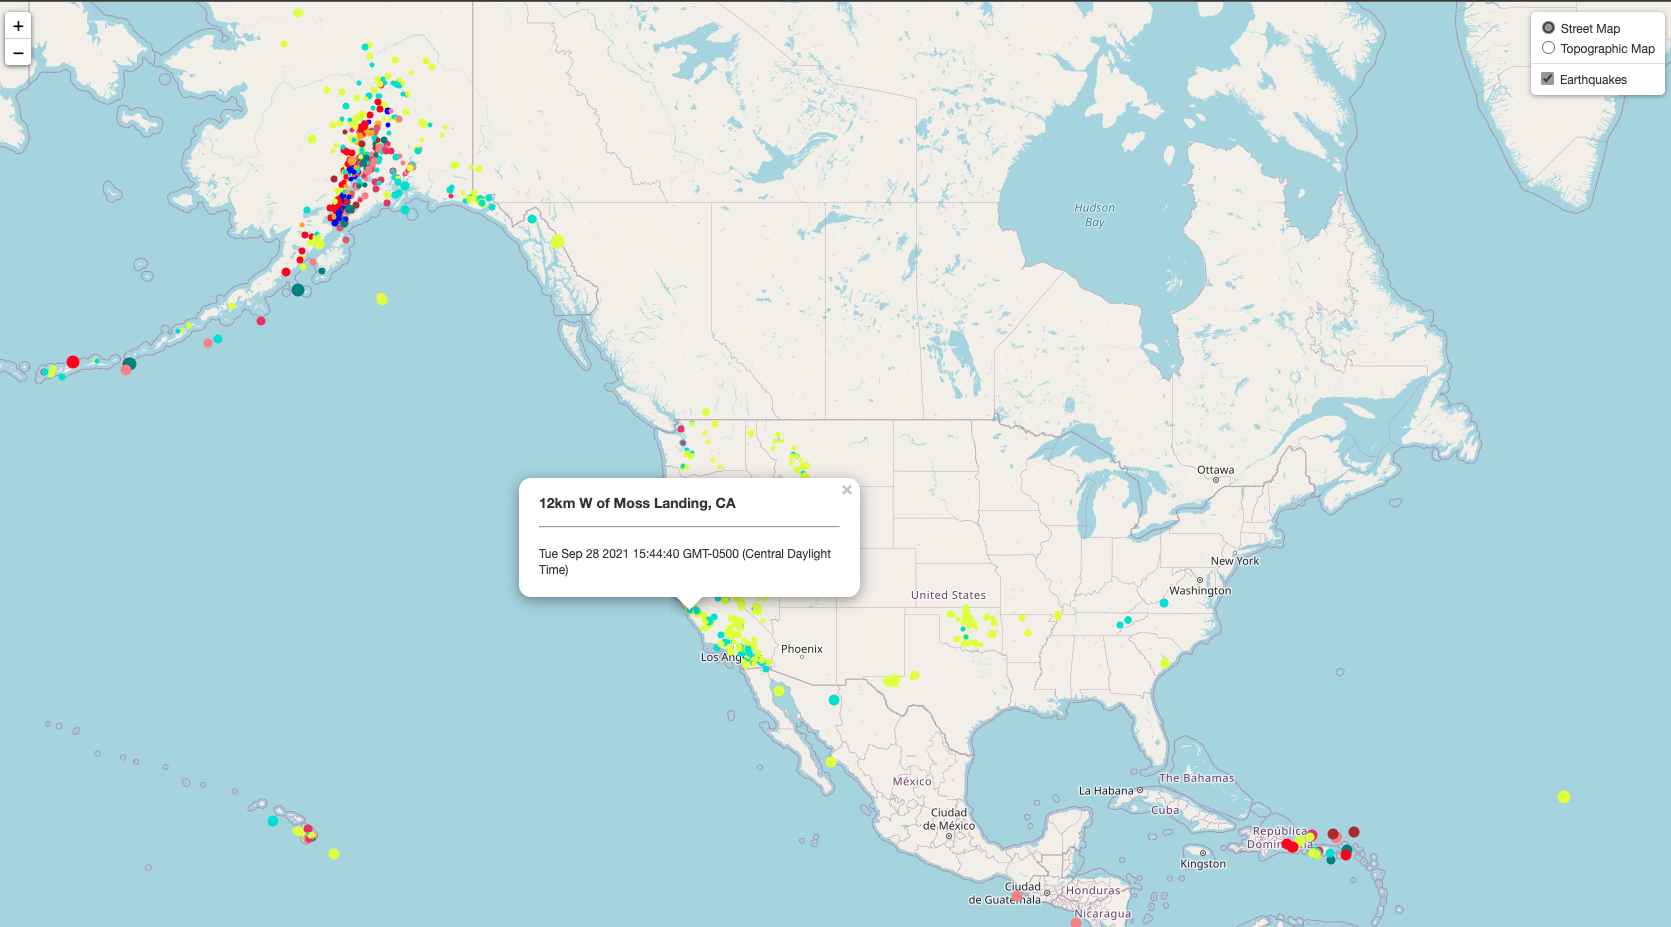 +
−
Street Map
Topographic Map
Earthquakes
Hudson
Bay
Ottawa
12km W of Moss Landing, CA
×
Tue Sep 28 2021 15:44:40 GMT-0500 (Central Daylight
Time)
New York
Washington
United States
Phoenix
Los Ang
The Bahamas
México
La Habana
Cuba
Ciudad
de México
República
Kingston
Ciudad
de Guatemala
Honduras
Nicaragua